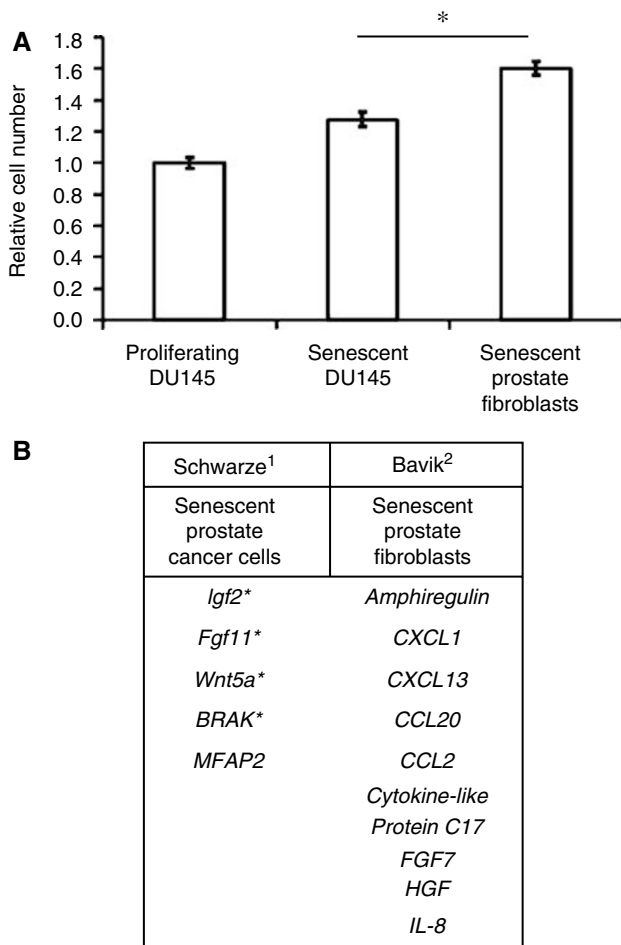 A
*
Relative cell number
1.8
1.6
1.4
1.2
1.0
0.8
0.6
0.4
0.2
0.0
Proliferating
DU145
Senescent
DU145
Senescent
prostate
fibroblasts
B
Schwarze¹
Bavik²
Senescent
prostate
cancer cells
Senescent
prostate
fibroblasts
Igf2*
Amphiregulin
Fgf11*
CXCL1
Wnt5a*
CXCL13
BRAK*
CCL20
MFAP2
CCL2
Cytokine-like
Protein C17
FGF7
HGF
IL-8